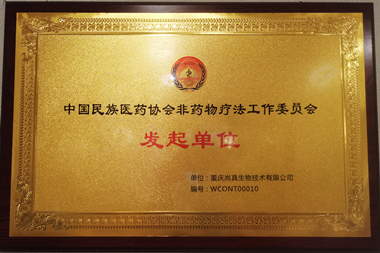 中国民族医药协会非药物疗法工作委员会
发起单位
单位：重庆尚真生物技术有限公司
编号：WCONT00010